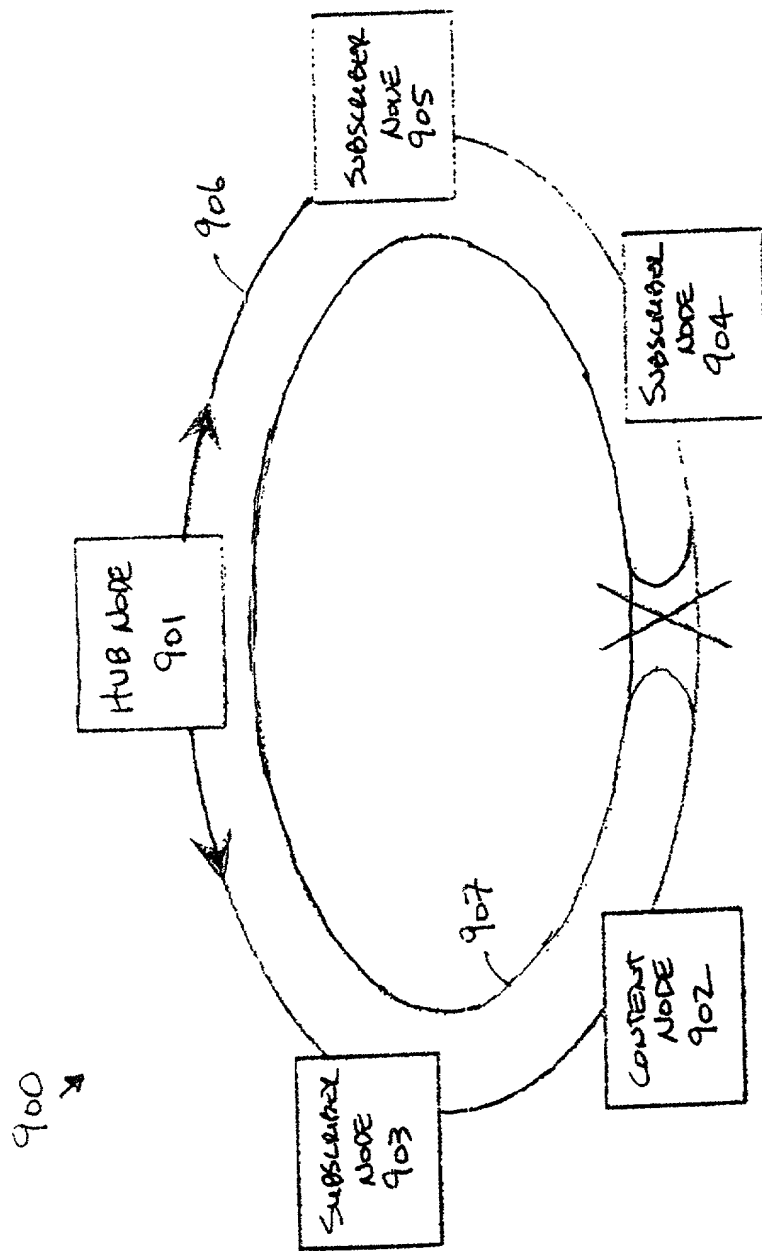 900
HUB NODE
901
906
SUBSCRIBER
NODE
905
SUBSCRIBER
NODE
903
907
CONTENT
NODE
902
SUBSCRIBER
NODE
904